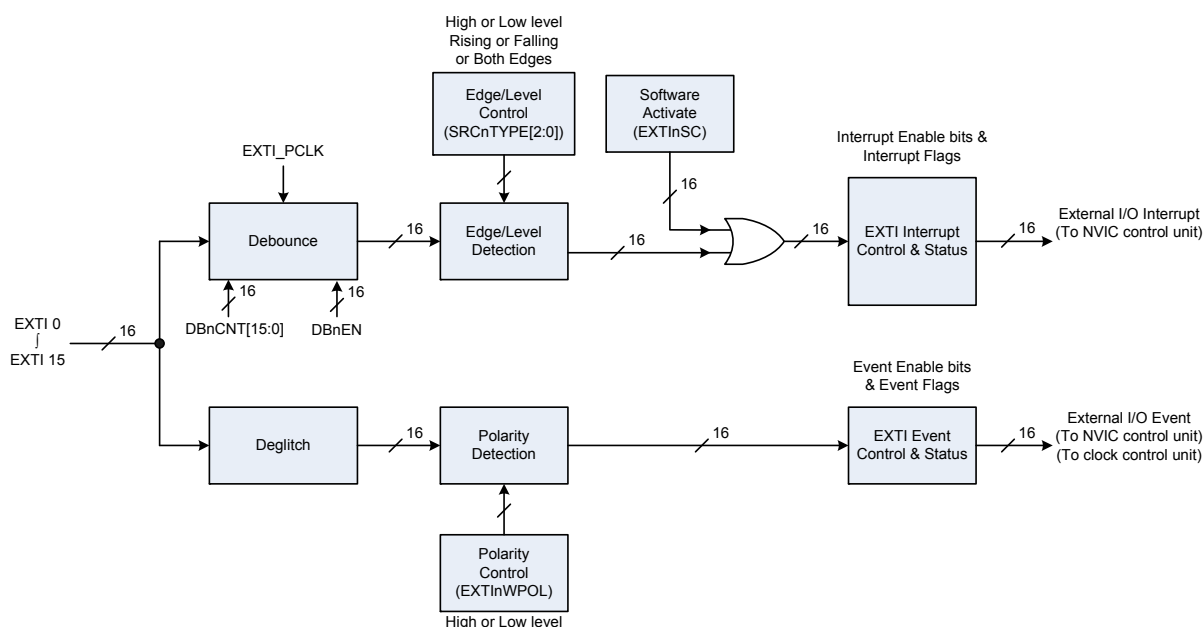 High or Low level
Rising or Falling
or Both Edges
Edge/Level
Control
(SRCnTYPE[2:0])
Software
Activate
(EXTInSC)
Interrupt Enable bits &
Interrupt Flags
EXTI_PCLK
16
Debounce
16
Edge/Level
Detection
16
16
EXTI Interrupt
Control & Status
16
External I/O Interrupt
(To NVIC control unit)
16
16
DBnCNT[15:0]
DBnEN
EXTI 0
∫
EXTI 15
16
Event Enable bits
& Event Flags
Deglitch
16
Polarity
Detection
16
EXTI Event
Control & Status
16
External I/O Event
(To NVIC control unit)
(To clock control unit)
Polarity
Control
(EXTInWPOL)
High or Low level